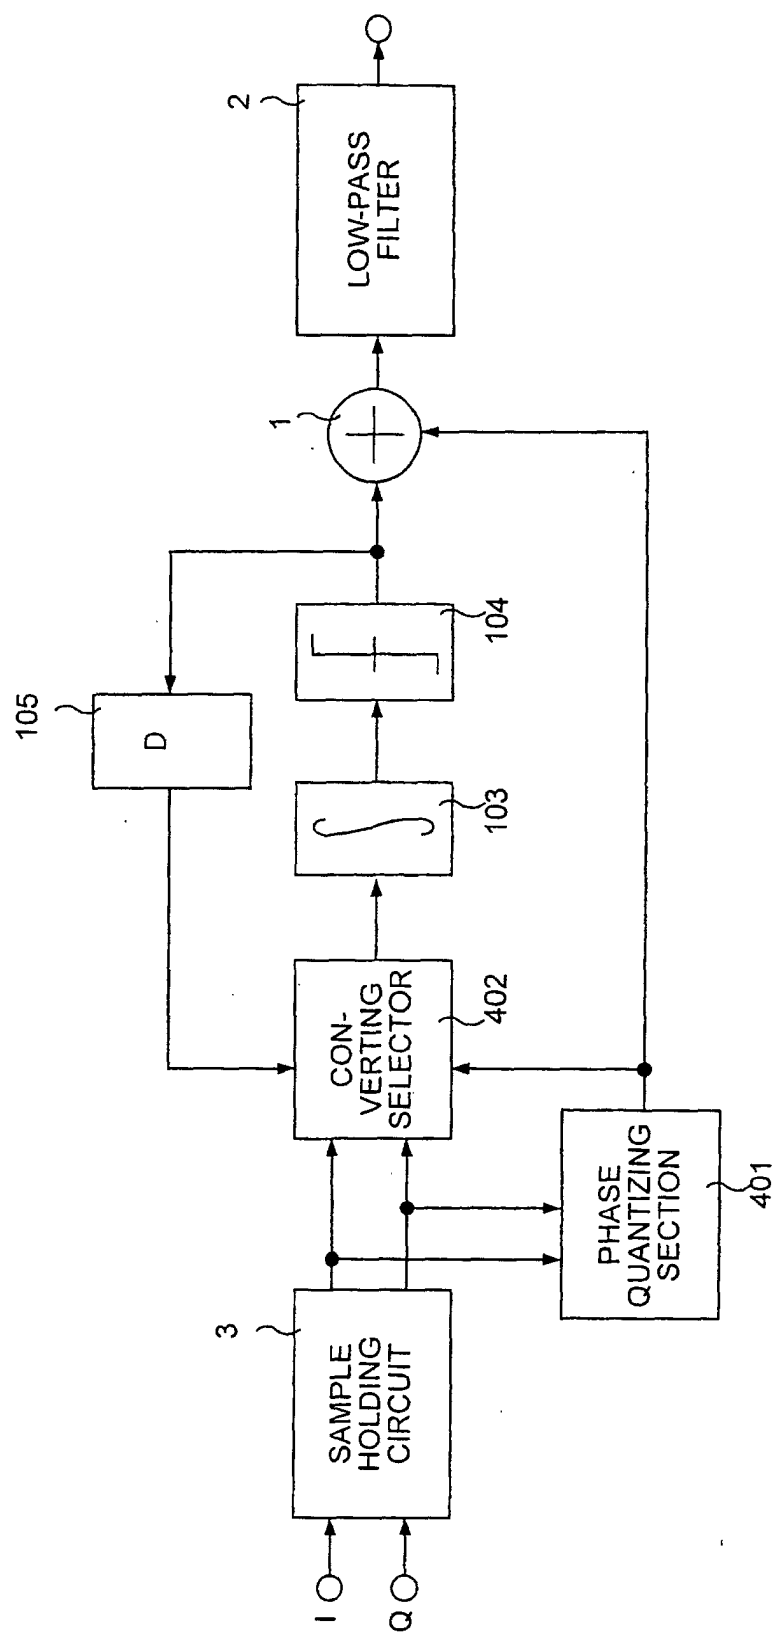 I
Q
3
SAMPLE
HOLDING
CIRCUIT
CON-
VERTING
SELECTOR
402
PHASE
QUANTIZING
SECTION
401
103
104
105
D
1
2
LOW-PASS
FILTER